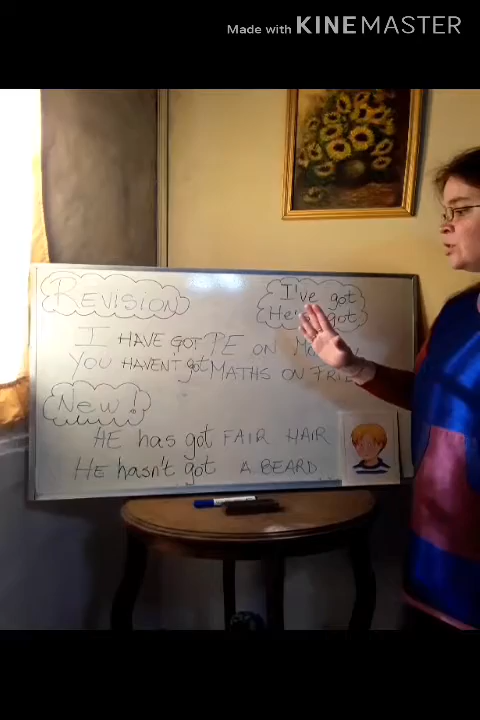 Made with KINEMASTER
REVISION
I've got
He's got
I HAVE GOT PE ON
YOU HAVEN'T got MATHS ON
New!
HE has got FAIR HAIR
HE hasn't got A BEARD